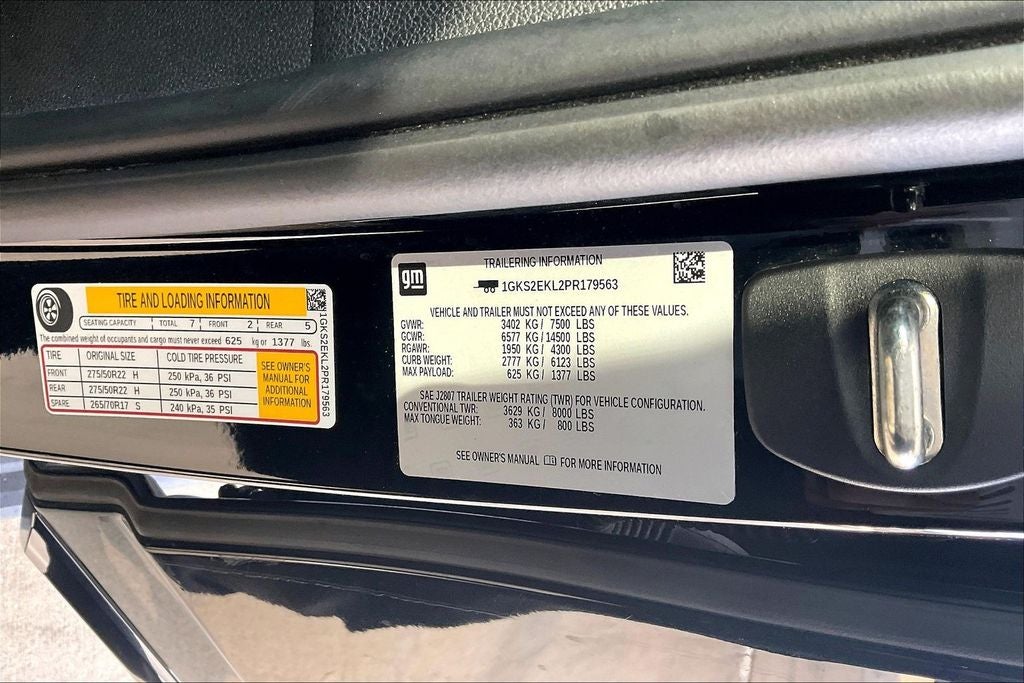 TIRE AND LOADING INFORMATION
SEATING CAPACITY TOTAL 7 FRONT 2 REAR 5
The combined weight of occupants and cargo must never exceed 625 kg or 1377 lbs
TIRE ORIGINAL SIZE COLD TIRE PRESSURE
FRONT 275/50R22 H 250 kPa, 36 PSI
REAR 275/50R22 H 250 kPa, 36 PSI
SPARE 265/70R17 S 240 kPa, 35 PSI
SEE OWNER'S
MANUAL FOR
ADDITIONAL
INFORMATION
1GKS2EKL2PR179563
gm
TRAILERING INFORMATION
1GKS2EKL2PR179563
VEHICLE AND TRAILER MUST NOT EXCEED ANY OF THESE VALUES.
GVWR: 3402 KG / 7500 LBS
GCWR: 6577 KG / 14500 LBS
RGAWR: 1950 KG / 4300 LBS
CURB WEIGHT: 2777 KG / 6123 LBS
MAX PAYLOAD: 625 KG / 1377 LBS
SAE J2807 TRAILER WEIGHT RATING (TWR) FOR VEHICLE CONFIGURATION.
CONVENTIONAL TWR: 3629 KG / 8000 LBS
MAX TONGUE WEIGHT: 363 KG / 800 LBS
SEE OWNER'S MANUAL FOR MORE INFORMATION